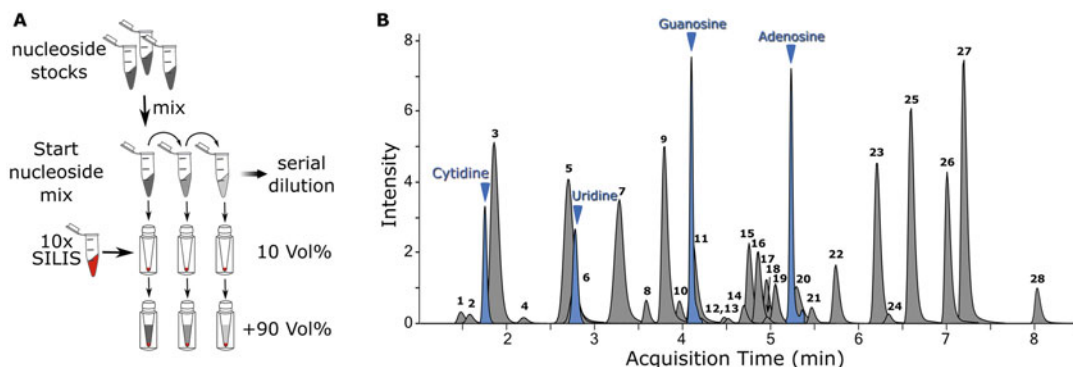 A
nucleoside
stocks
mix
Start
nucleoside
mix
serial
dilution
10x
SILIS
10 Vol%
+90 Vol%
B
Intensity
8
6
4
2
0
Cytidine
Uridine
Guanosine
Adenosine
1
2
3
4
5
6
7
8
9
10
11
12,13
14
15
16
17
18
19
20
21
22
23
24
25
26
27
28
2 3 4 5 6 7 8
Acquisition Time (min)